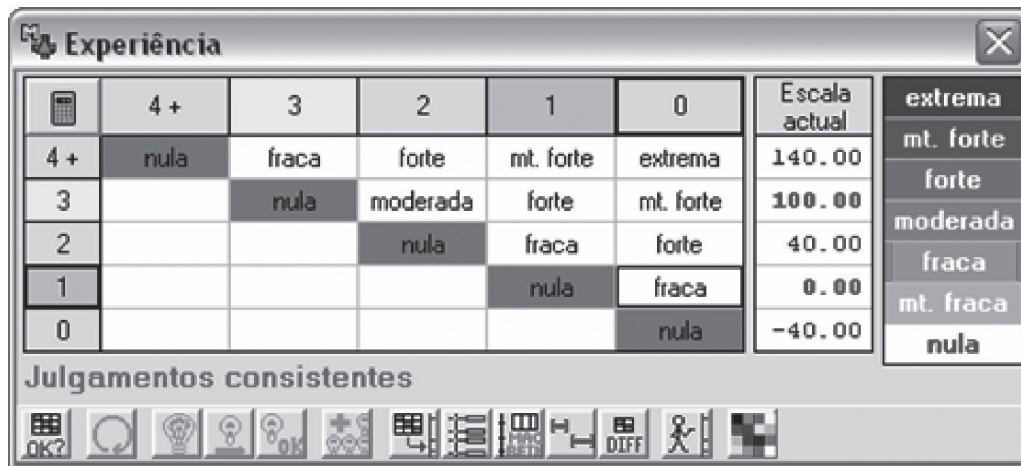 Experiência
4 + 3 2 1 0 Escala actual
4 + nula fraca forte mt. forte extrema 140.00
3 nula moderada forte mt. forte 100.00
2 nula fraca forte 40.00
1 nula fraca 0.00
0 nula -40.00
extrema
mt. forte
forte
moderada
fraca
mt. fraca
nula
Julgamentos consistentes
OK? OK DIFF